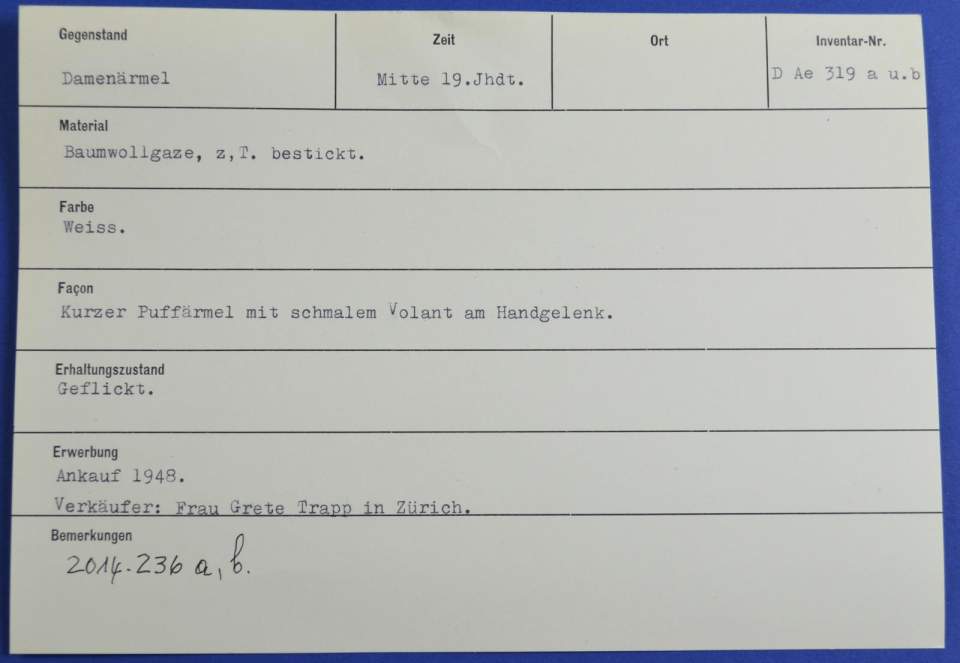 Gegenstand
Zeit
Ort
Inventar-Nr.
Damenärmel
Mitte 19.Jhdt.
D Ae 319 a u.b
Material
Baumwollgaze, z,T. bestickt.
Farbe
Weiss.
Façon
Kurzer Puffärmel mit schmalem Volant am Handgelenk.
Erhaltungszustand
Geflickt.
Erwerbung
Ankauf 1948.
Verkäufer: Frau Grete Trapp in Zürich.
Bemerkungen
2014.236 a, b.